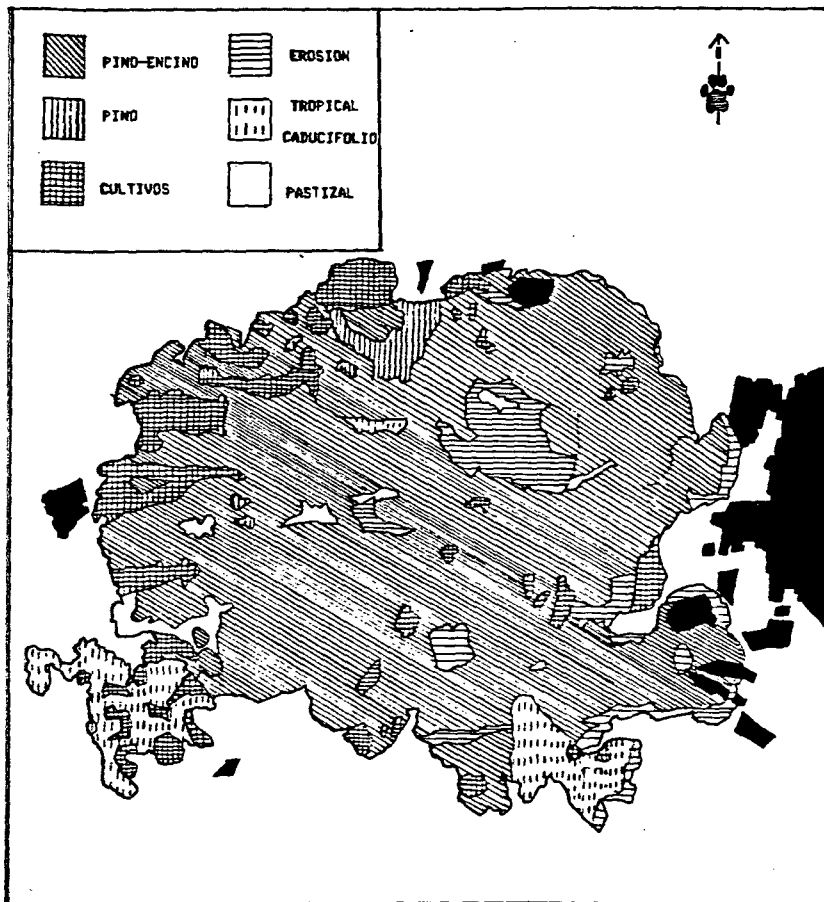 PINO-ENCINO
PINO
CULTIVOS
EROSION
TROPICAL
CADUCIFOLIO
PASTIZAL